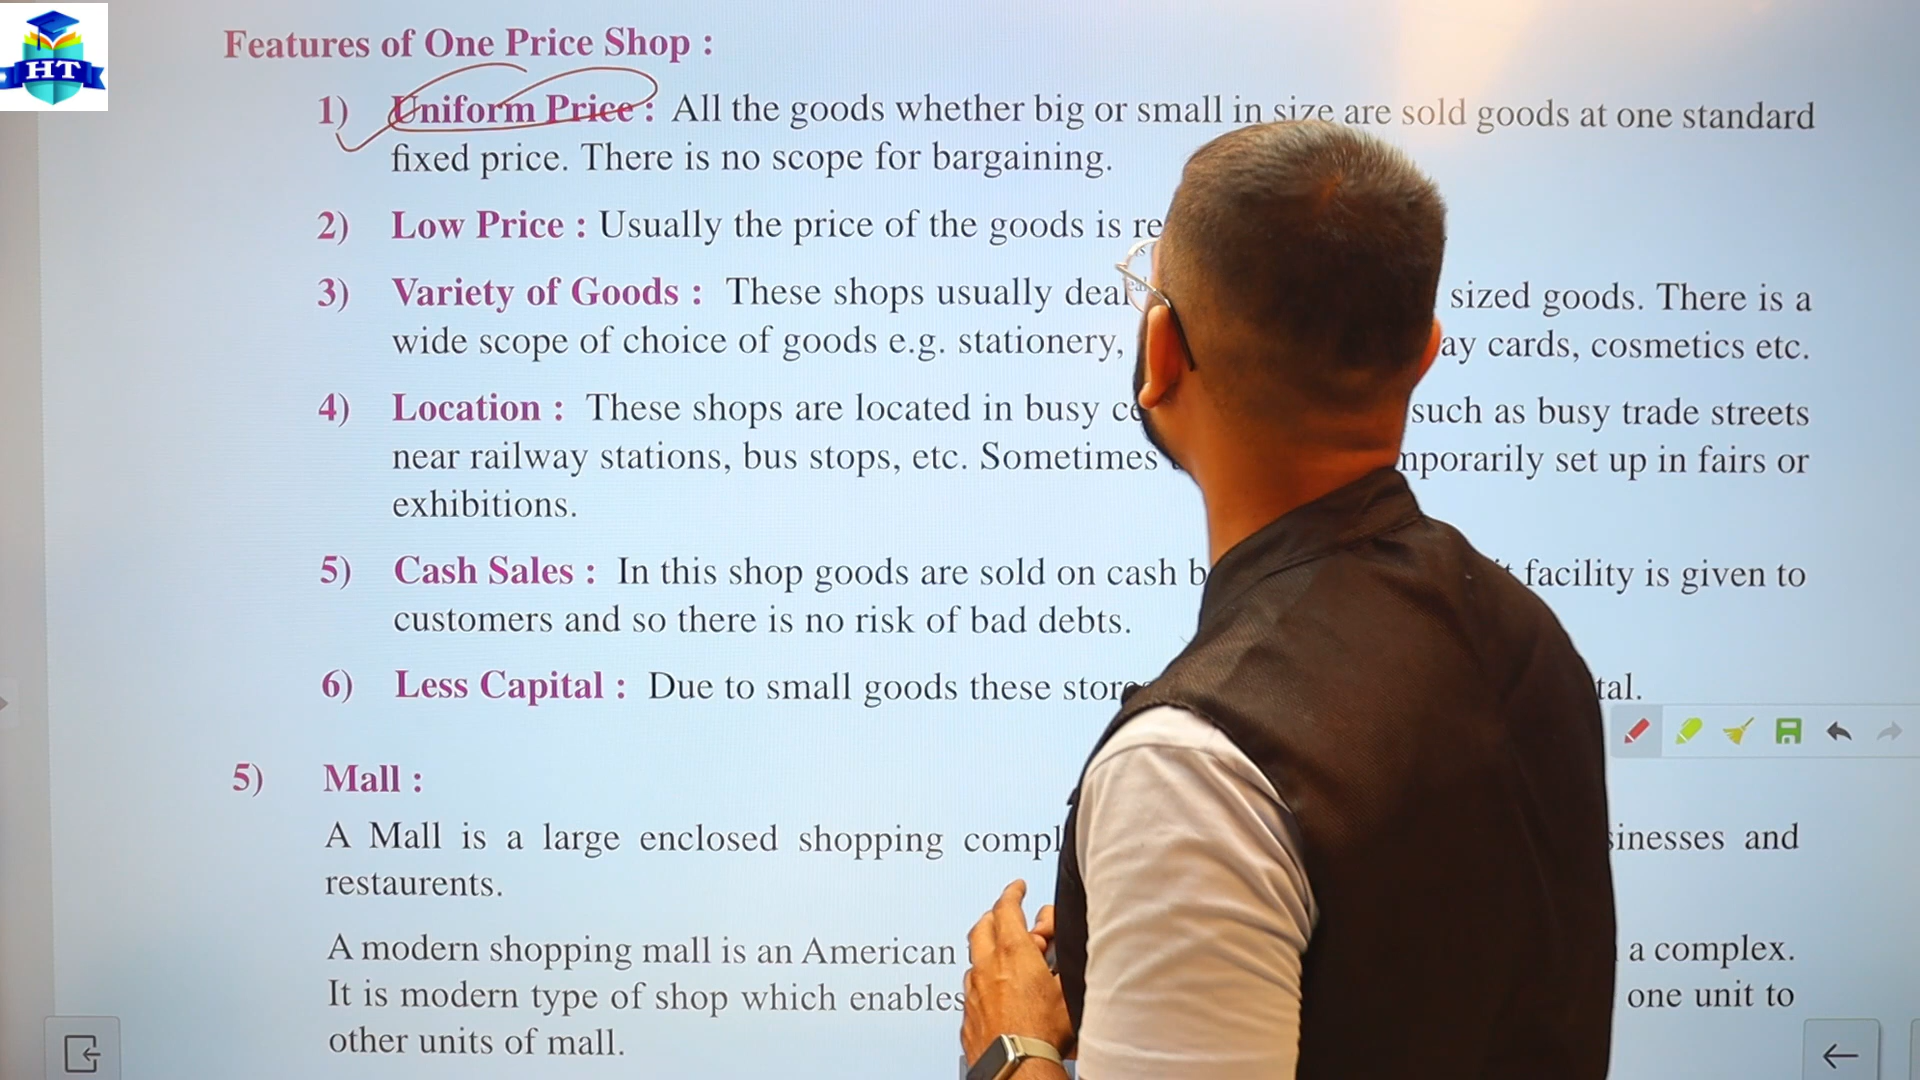 HT
Features of One Price Shop :
1) Uniform Price : All the goods whether big or small in size are sold goods at one standard
fixed price. There is no scope for bargaining.
2) Low Price : Usually the price of the goods is
3) Variety of Goods : These shops usually deal sized goods. There is a
wide scope of choice of goods e.g. stationery, cards, cosmetics etc.
4) Location : These shops are located in busy such as busy trade streets
near railway stations, bus stops, etc. Sometimes set up in fairs or
exhibitions.
5) Cash Sales : In this shop goods are sold on cash facility is given to
customers and so there is no risk of bad debts.
6) Less Capital : Due to small goods these
5) Mall :
A Mall is a large enclosed shopping and
restaurents.
A modern shopping mall is an American a complex.
It is modern type of shop which enables one unit to
other units of mall.